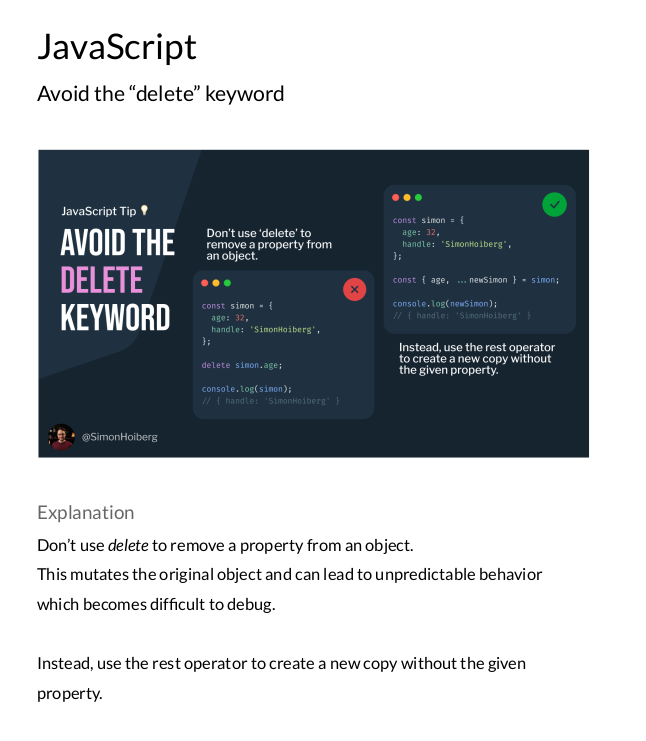 JavaScript
Avoid the “delete” keyword
JavaScript Tip
AVOID THE
DELETE
KEYWORD
@SimonHoiberg
Don’t use ‘delete’ to
remove a property from
an object.
const simon = {
  age: 32,
  handle: 'SimonHoiberg',
};
delete simon.age;
console.log(simon);
// { handle: 'SimonHoiberg' }
const simon = {
  age: 32,
  handle: 'SimonHoiberg',
};
const { age, ...newSimon } = simon;
console.log(newSimon);
// { handle: 'SimonHoiberg' }
Instead, use the rest operator
to create a new copy without
the given property.
Explanation
Don’t use delete to remove a property from an object.
This mutates the original object and can lead to unpredictable behavior
which becomes difficult to debug.
Instead, use the rest operator to create a new copy without the given
property.